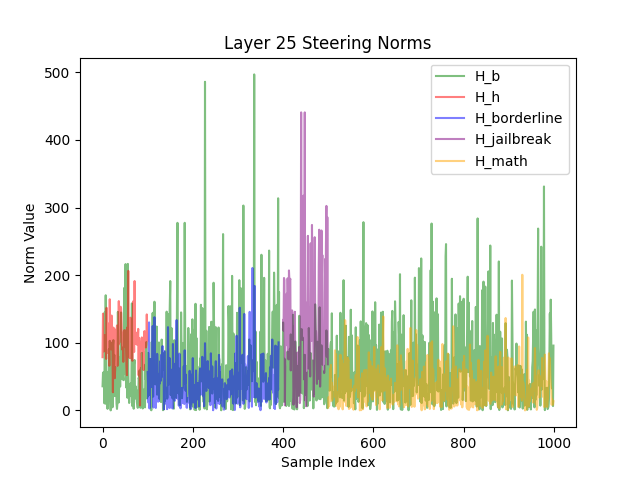 Layer 25 Steering Norms
500
400
300
200
100
0
Norm Value
H_b
H_h
H_borderline
H_jailbreak
H_math
0
200
400
600
800
1000
Sample Index